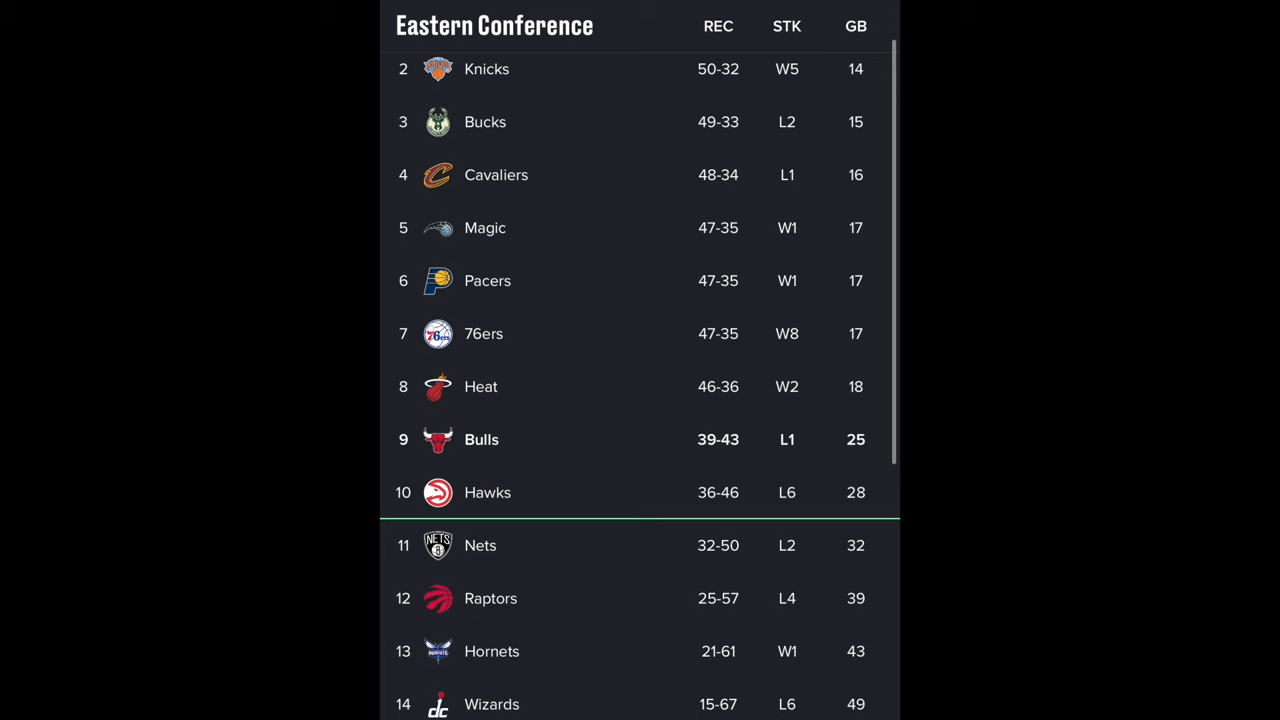 Eastern Conference REC STK GB
2 Knicks 50-32 W5 14
3 Bucks 49-33 L2 15
4 Cavaliers 48-34 L1 16
5 Magic 47-35 W1 17
6 Pacers 47-35 W1 17
7 76ers 76ers 47-35 W8 17
8 Heat 46-36 W2 18
9 Bulls 39-43 L1 25
10 Hawks 36-46 L6 28
11 NETS B Nets 32-50 L2 32
12 Raptors 25-57 L4 39
13 HORNETS Hornets 21-61 W1 43
14 dc Wizards 15-67 L6 49